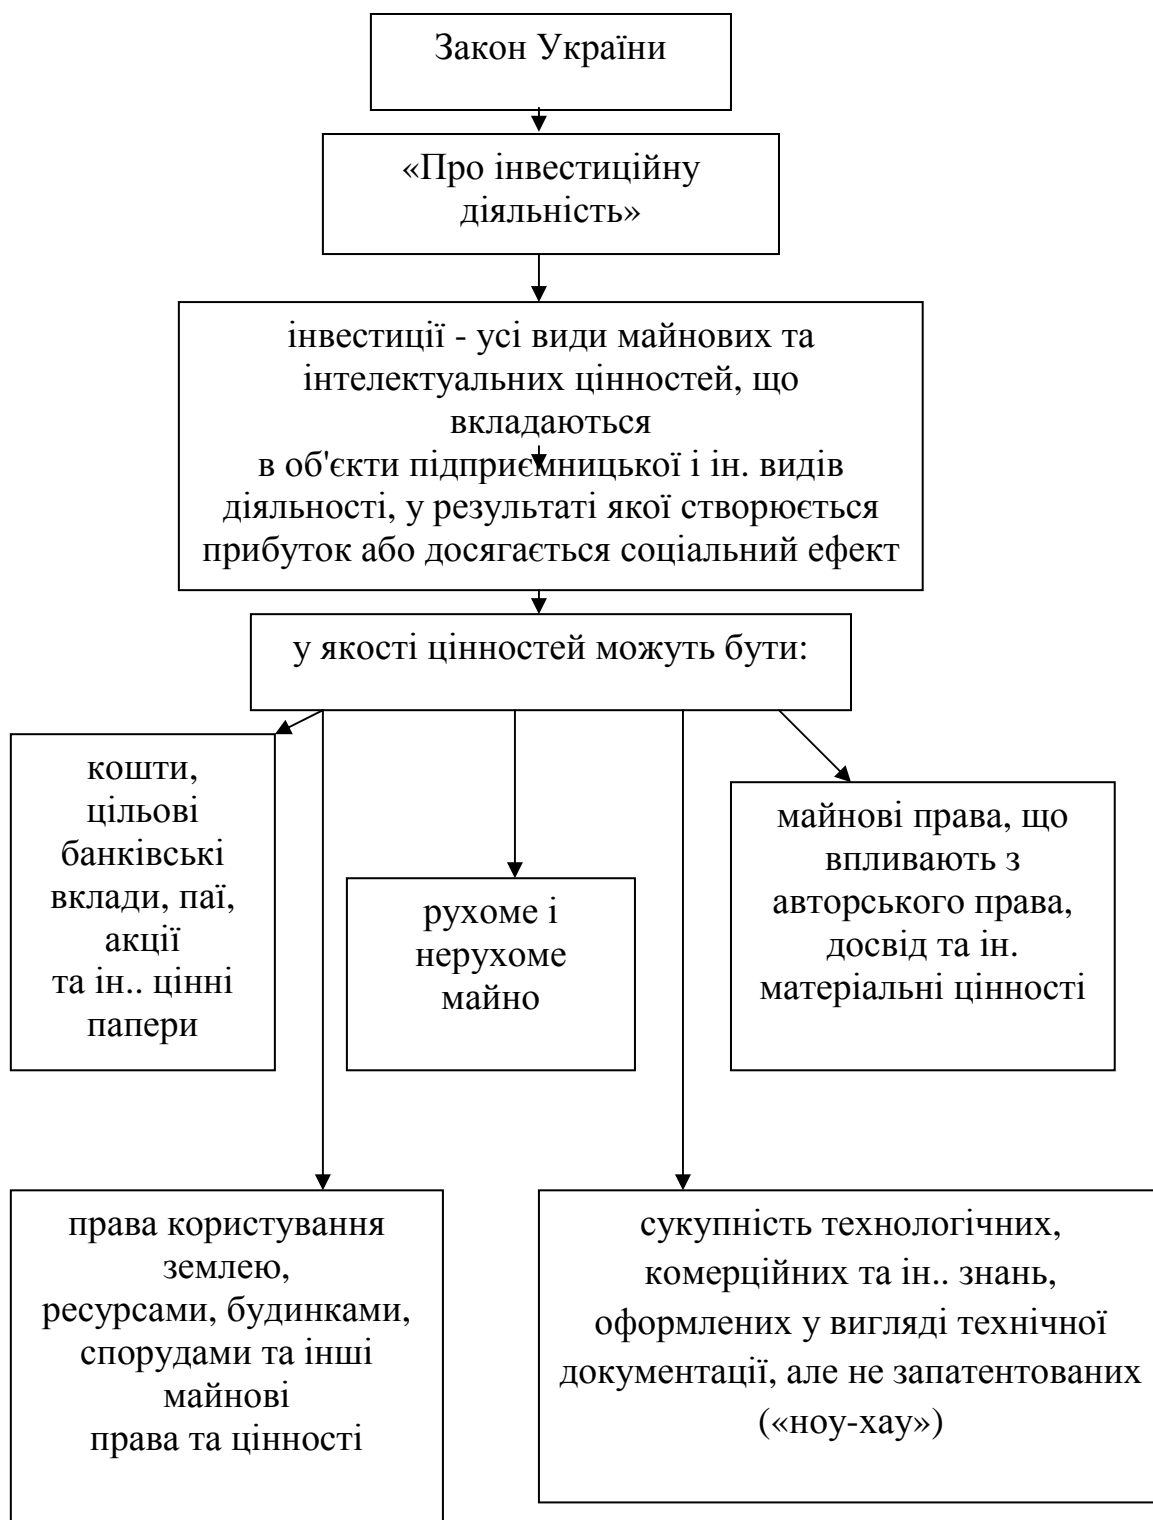 Закон України
«Про інвестиційну
діяльність»
інвестиції - усі види майнових та
інтелектуальних цінностей, що
вкладаються
в об'єкти підприємницької і ін. видів
діяльності, у результаті якої створюється
прибуток або досягається соціальний ефект
у якості цінностей можуть бути:
кошти,
цільові
банківські
вклади, паї,
акції
та ін.. цінні
папери
рухоме і
нерухоме
майно
майнові права, що
впливають з
авторського права,
досвід та ін.
матеріальні цінності
права користування
землею,
ресурсами, будинками,
спорудами та інші
майнові
права та цінності
сукупність технологічних,
комерційних та ін.. знань,
оформлених у вигляді технічної
документації, але не запатентованих
(«ноу-хау»)